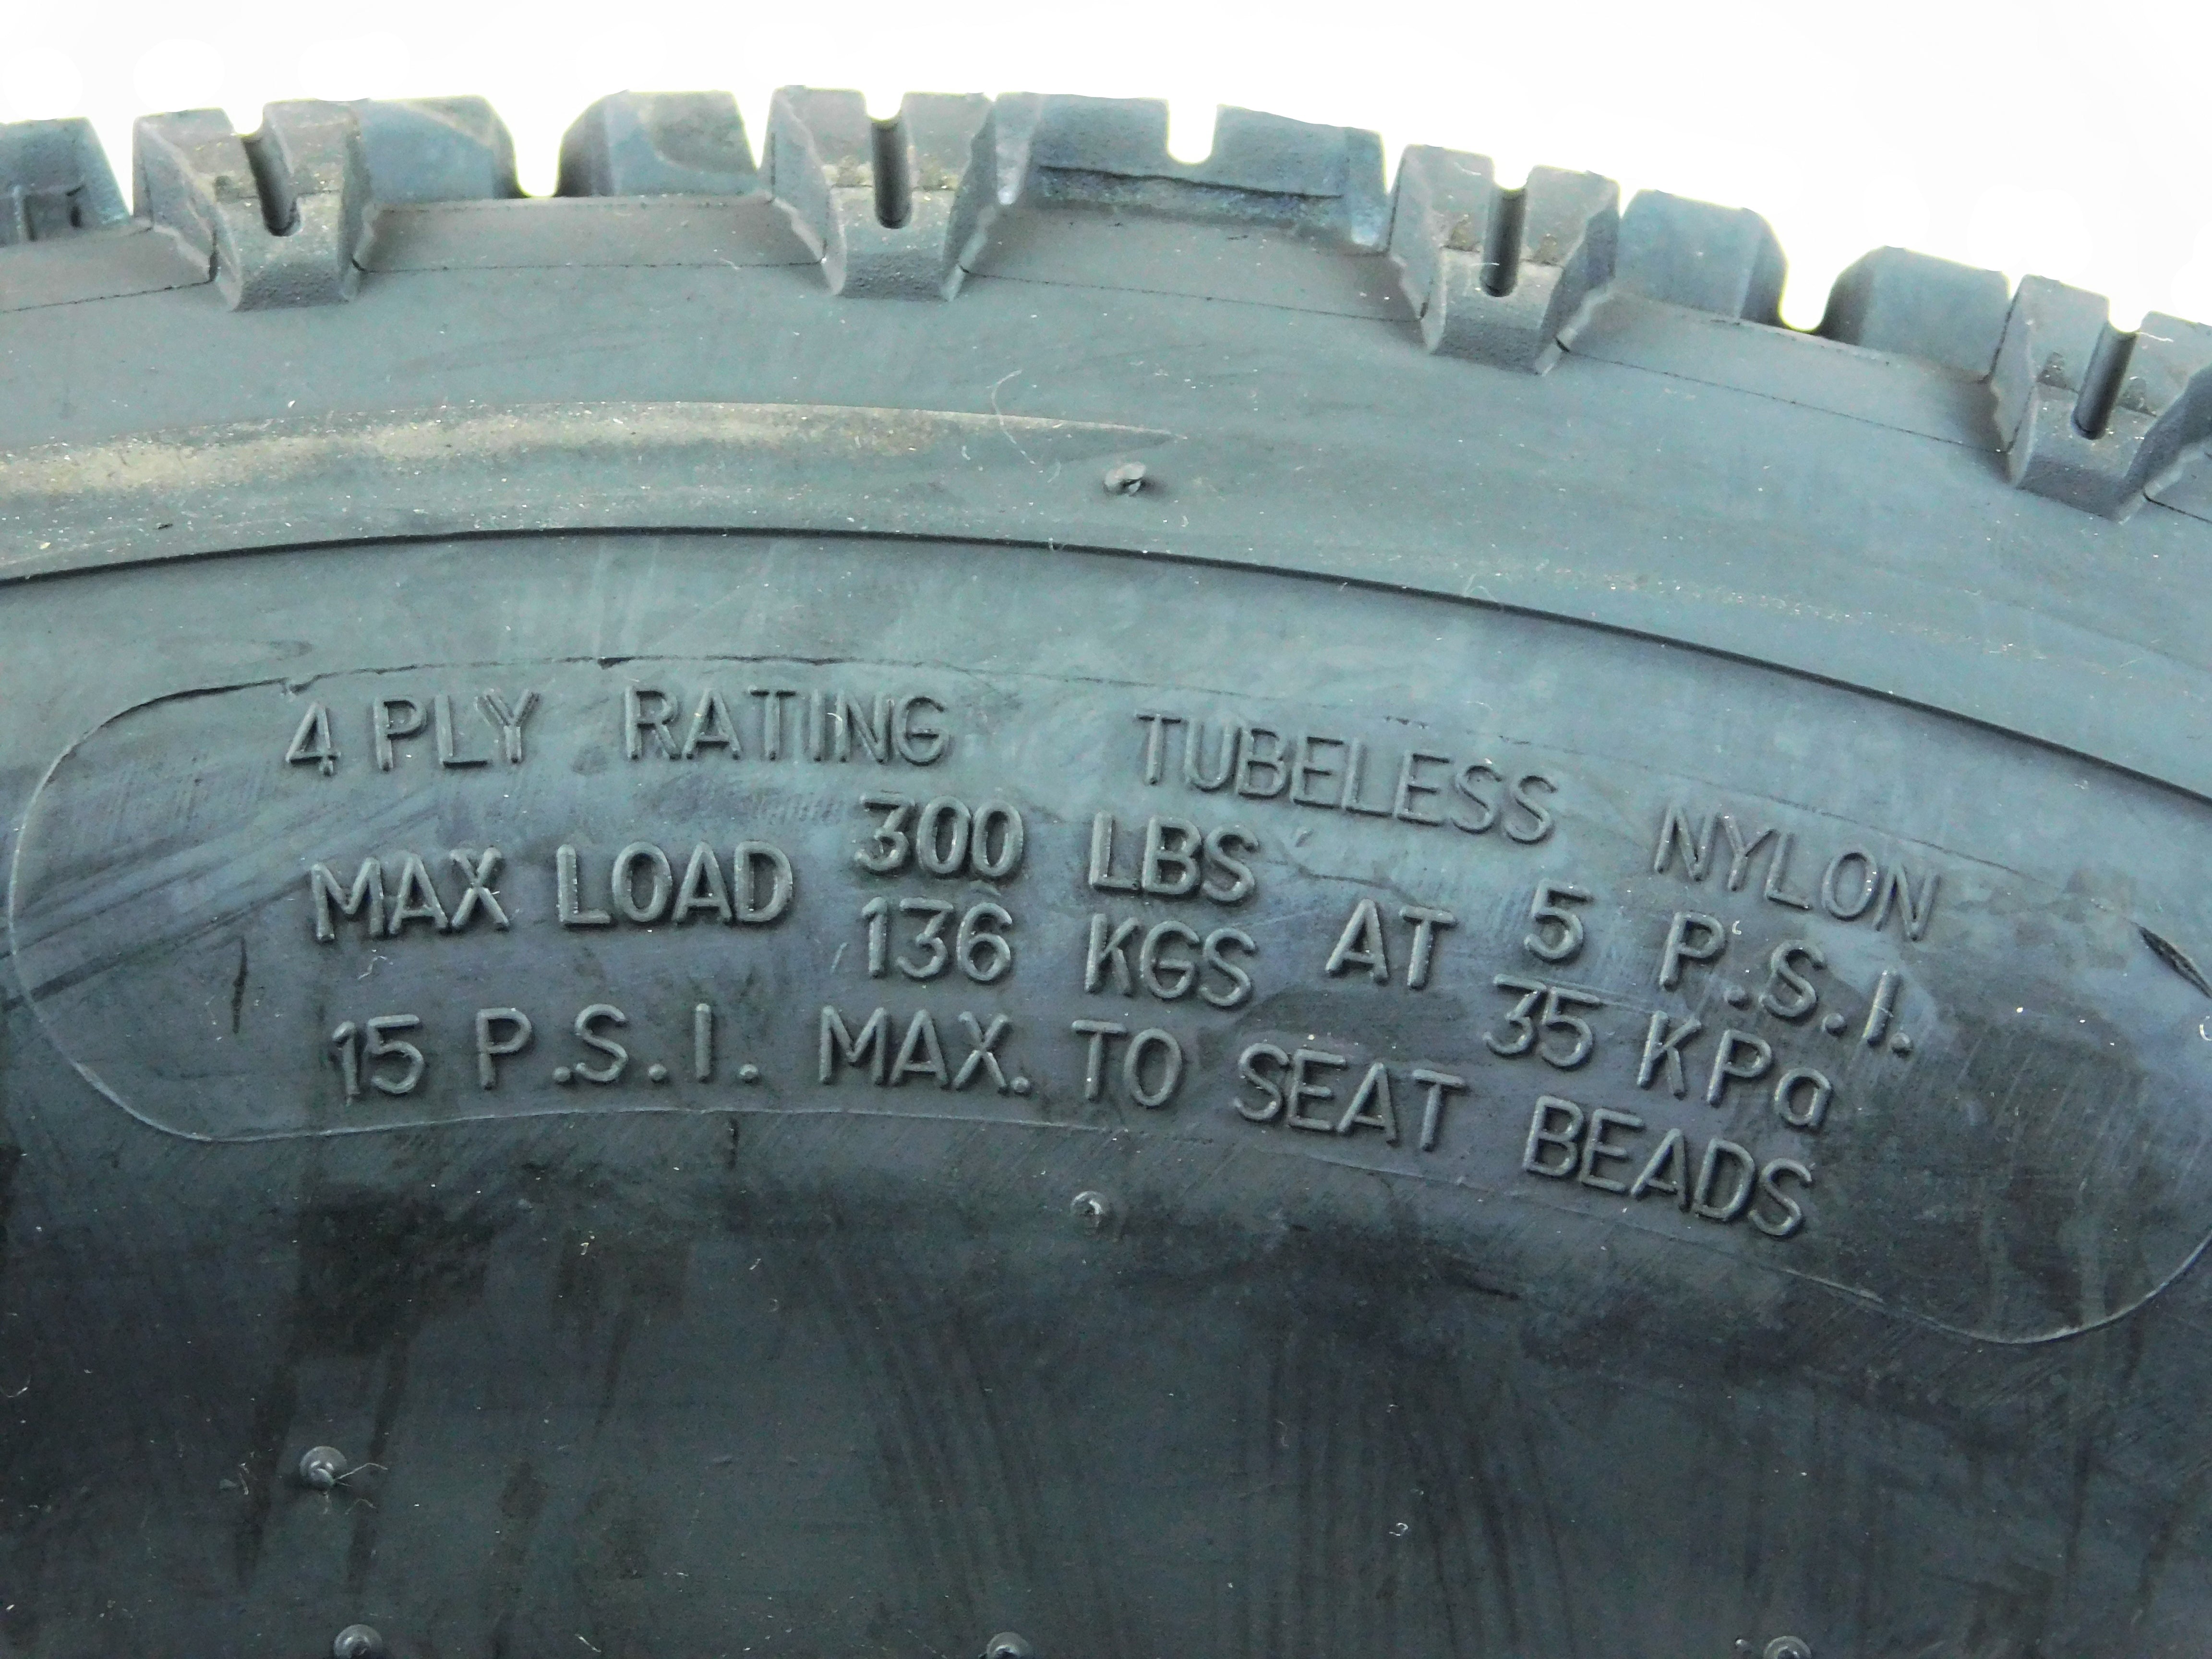 4 PLY RATING TUBELESS NYLON
MAX LOAD 300 LBS AT 5 P.S.I.
136 KGS 35 KPa
15 P.S.I. MAX. TO SEAT BEADS